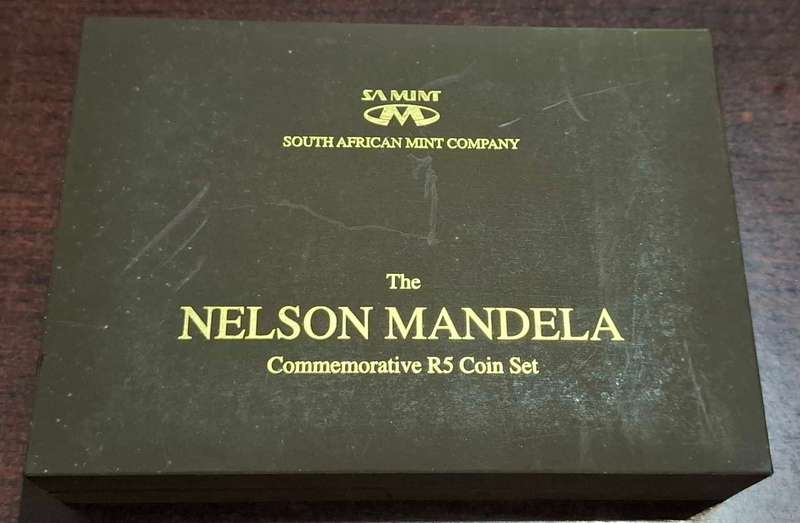 SA MINT
SOUTH AFRICAN MINT COMPANY
The
NELSON MANDELA
Commemorative R5 Coin Set